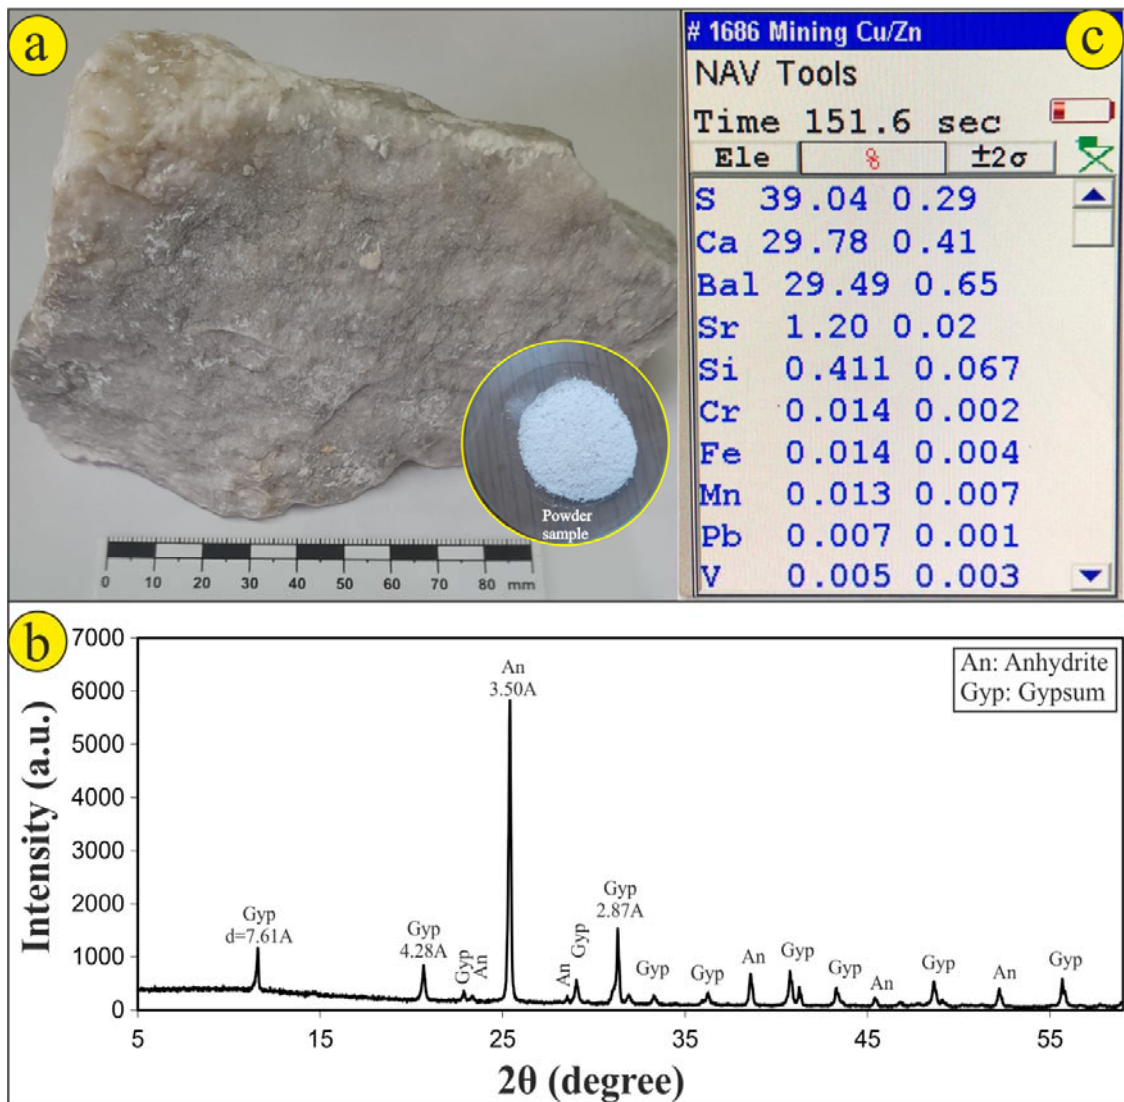 a
Powder
sample
0 10 20 30 40 50 60 70 80 mm
c
# 1686 Mining Cu/Zn
NAV Tools
Time 151.6 sec
Ele % ±2σ
S 39.04 0.29
Ca 29.78 0.41
Bal 29.49 0.65
Sr 1.20 0.02
Si 0.411 0.067
Cr 0.014 0.002
Fe 0.014 0.004
Mn 0.013 0.007
Pb 0.007 0.001
V 0.005 0.003
b
An: Anhydrite
Gyp: Gypsum
Intensity (a.u.)
7000
6000
5000
4000
3000
2000
1000
0
Gyp
d=7.61A
Gyp
4.28A
Gyp
An
An
3.50A
An
Gyp
Gyp
2.87A
Gyp
Gyp
An
Gyp
Gyp
An
Gyp
An
Gyp
5 15 25 35 45 55
2θ (degree)